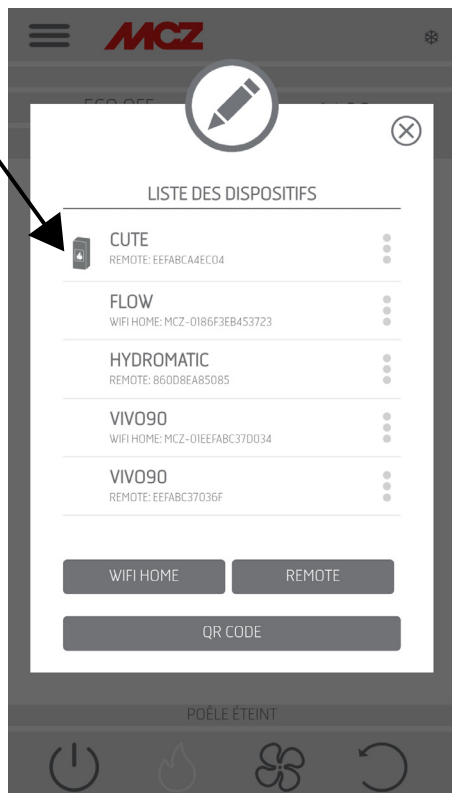 MCZ
LISTE DES DISPOSITIFS
CUTE
REMOTE: EEFABCA4EC04
FLOW
WIFI HOME: MCZ-0186F3EB453723
HYDROMATIC
REMOTE: 860D8EA85085
VIVO90
WIFI HOME: MCZ-01EEFABC37D034
VIVO90
REMOTE: EEFABC37036F
WIFI HOME REMOTE
QR CODE
POÊLE ÉTEINT